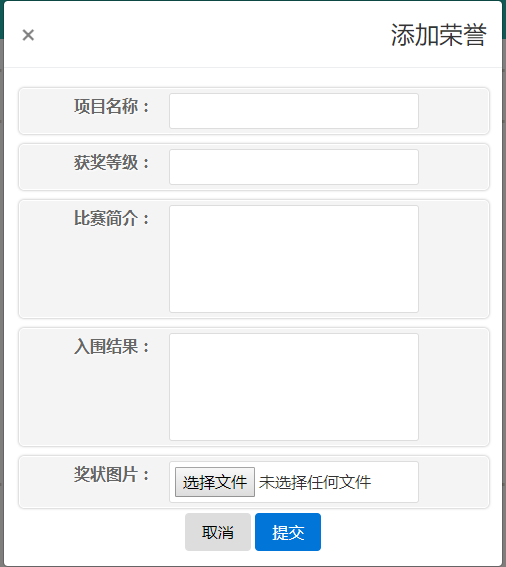 × 添加荣誉
项目名称：
获奖等级：
比赛简介：
入围结果：
奖状图片： 选择文件 未选择任何文件
取消 提交